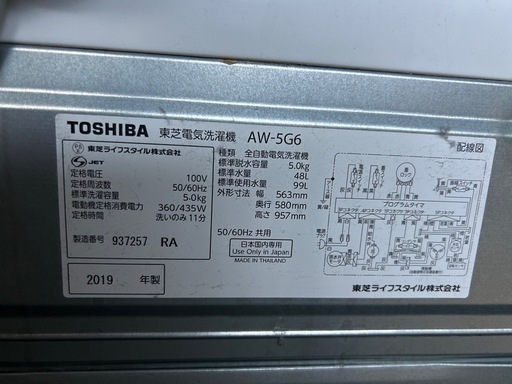 TOSHIBA 東芝電気洗濯機 AW-5G6
配線図
東芝ライフスタイル株式会社
JET
定格電圧 100V
定格周波数 50/60Hz
標準洗濯容量 5.0kg
電動機定格消費電力 360/435W
定格時間 洗いのみ 11分
製造番号 937257 RA
2019 年製
種類 全自動電気洗濯機
標準脱水容量 5.0kg
標準水量 48L
標準使用水量 99L
外形寸法 幅 563mm
奥行 580mm
高さ 957mm
50/60Hz 共用
日本国内専用
Use Only in Japan
MADE IN THAILAND
ロック
プログラムタイマ
東芝ライフスタイル株式会社